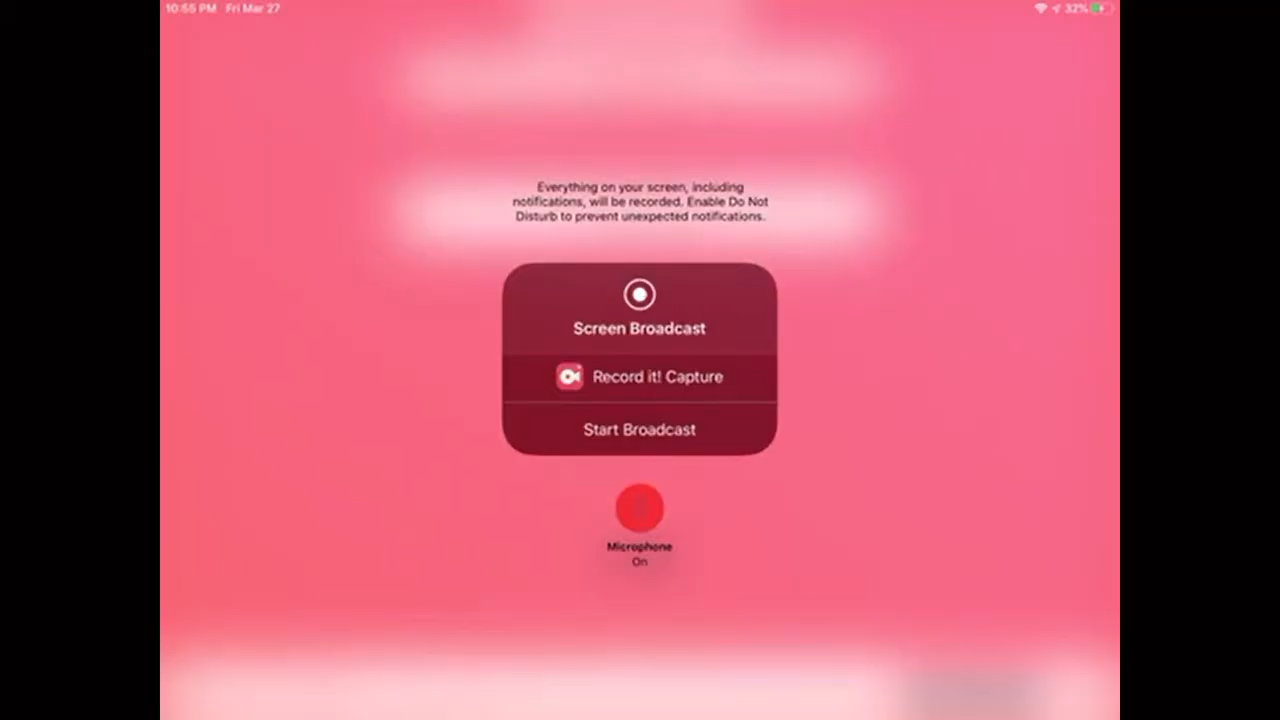 10:55 PM Fri Mar 27
32%
Everything on your screen, including
notifications, will be recorded. Enable Do Not
Disturb to prevent unexpected notifications.
Screen Broadcast
Record it! Capture
Start Broadcast
Microphone
On